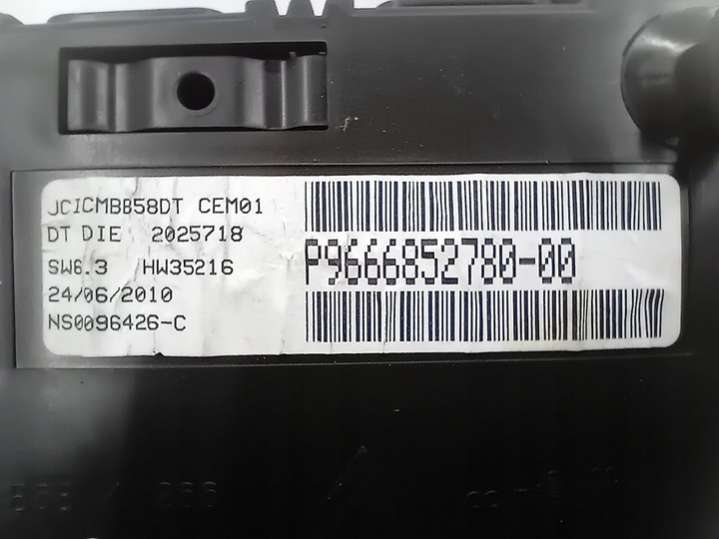 JCICMBB58DT CEM01
DT DIE 2025718
SW6.3 HW35216
24/06/2010
NS0096426-C
P9666852780-00